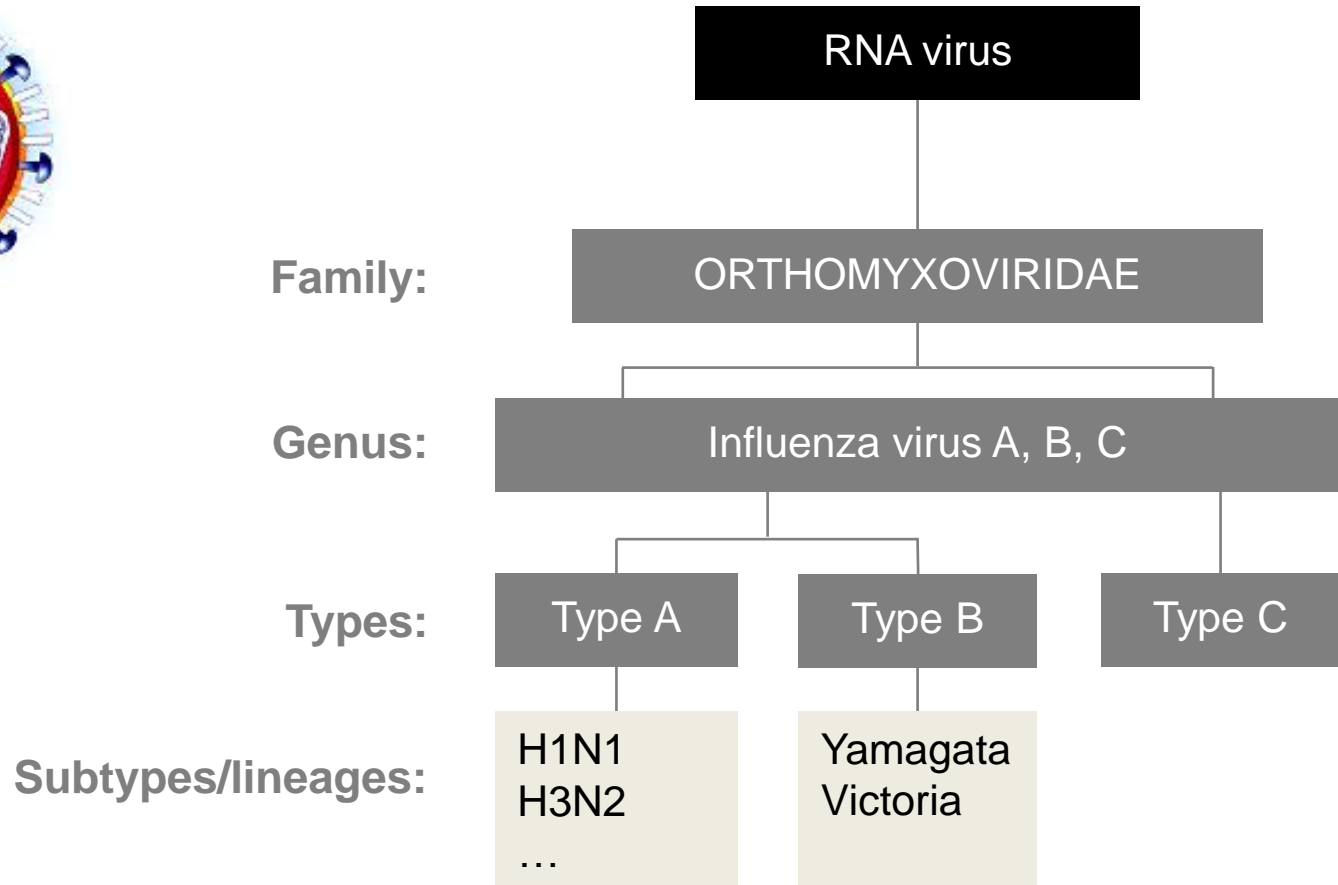 RNA virus
Family:
ORTHOMYXOVIRIDAE
Genus:
Influenza virus A, B, C
Types:
Type A
Type B
Type C
Subtypes/lineages:
H1N1
H3N2
…
Yamagata
Victoria